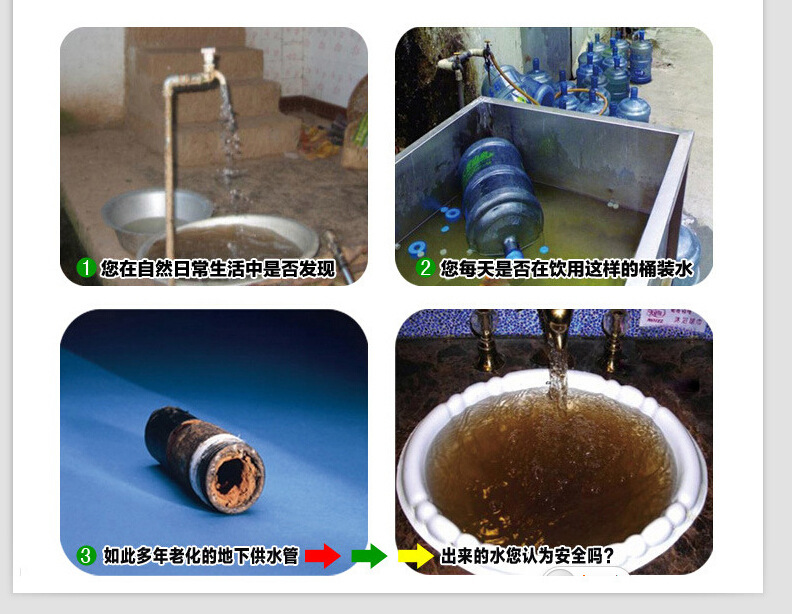 1 您在自然日常生活中是否发现
2 您每天是否在饮用这样的桶装水
3 如此多年老化的地下供水管
出来的水您认为安全吗?